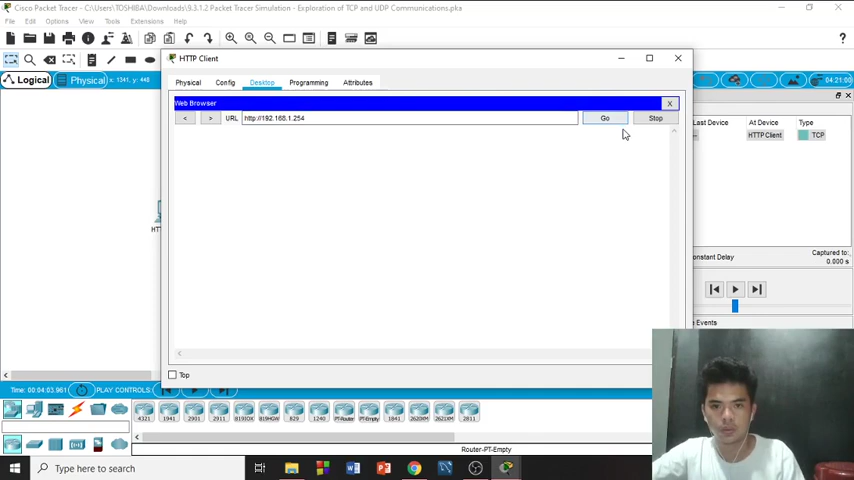 Cisco Packet Tracer - C:\Users\TOSHIBA\Downloads\9.3.1.2 Packet Tracer Simulation - Exploration of TCP and UDP Communications.pka
File Edit Options View Tools Extensions Help
Logical Physical x: 1341, y: 448
04:21:00
HTTP Client
Physical Config Desktop Programming Attributes
Web Browser X
< > URL http://192.168.1.254 Go Stop
Last Device At Device Type
-- HTTP Client TCP
HT
Constant Delay Captured to:
0.000 s
Events
Top
Time: 00:04:03.961 PLAY CONTROLS:
4321 1941 2901 2911 819IOX 819HGW 829 1240 PT-Router PT-Empty 1841 2620XM 2621XM 2811
Router-PT-Empty
Type here to search